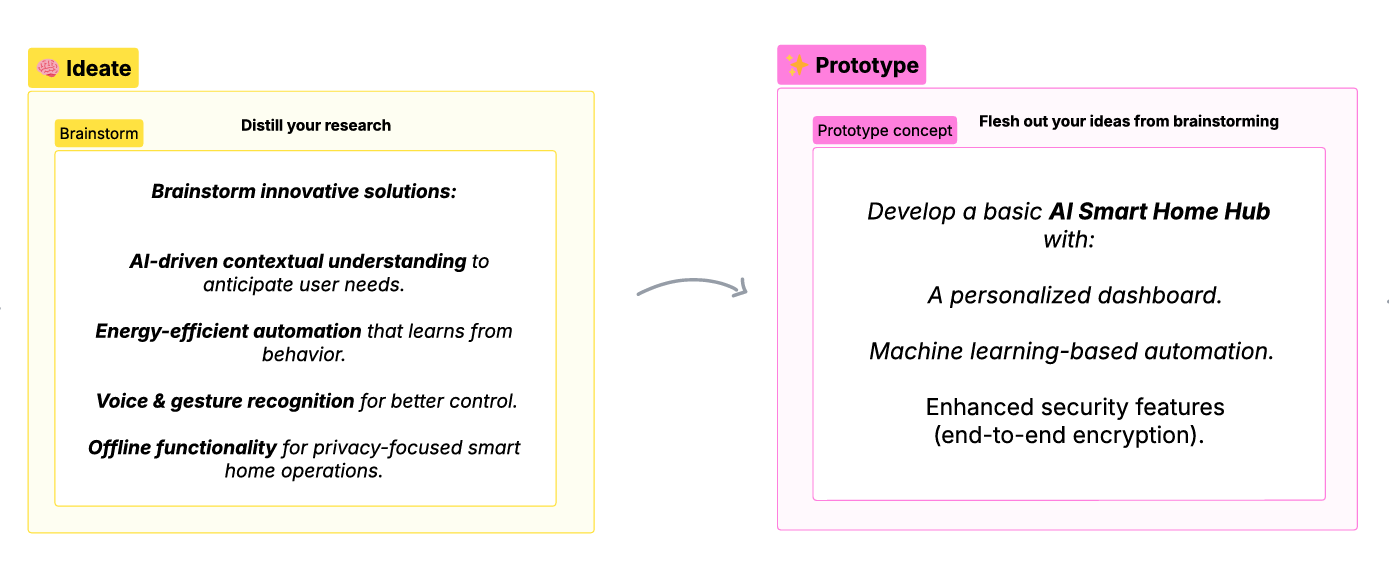 🧠 Ideate
Distill your research
Brainstorm
Brainstorm innovative solutions:
AI-driven contextual understanding to
anticipate user needs.
Energy-efficient automation that learns from
behavior.
Voice & gesture recognition for better control.
Offline functionality for privacy-focused smart
home operations.
✨ Prototype
Flesh out your ideas from brainstorming
Prototype concept
Develop a basic AI Smart Home Hub
with:
A personalized dashboard.
Machine learning-based automation.
Enhanced security features
(end-to-end encryption).